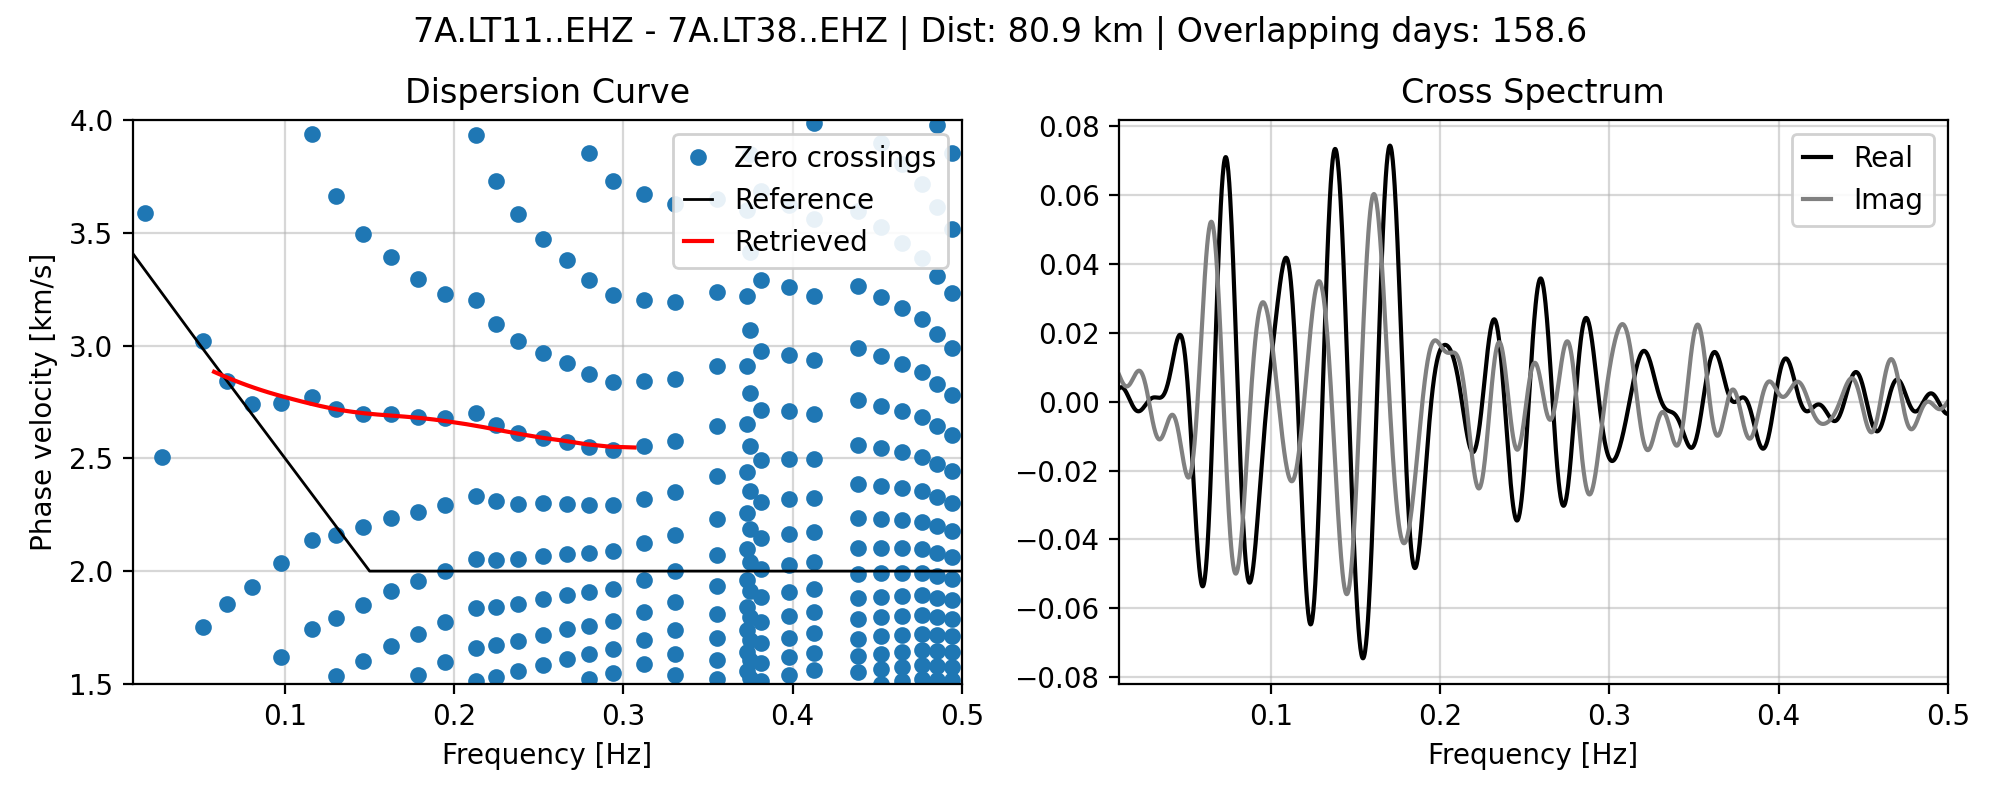 7A.LT11..EHZ - 7A.LT38..EHZ | Dist: 80.9 km | Overlapping days: 158.6
Dispersion Curve
4.0
3.5
3.0
2.5
2.0
1.5
Phase velocity [km/s]
0.1
0.2
0.3
0.4
0.5
Frequency [Hz]
Zero crossings
Reference
Retrieved
Cross Spectrum
0.08
0.06
0.04
0.02
0.00
−0.02
−0.04
−0.06
−0.08
0.1
0.2
0.3
0.4
0.5
Frequency [Hz]
Real
Imag